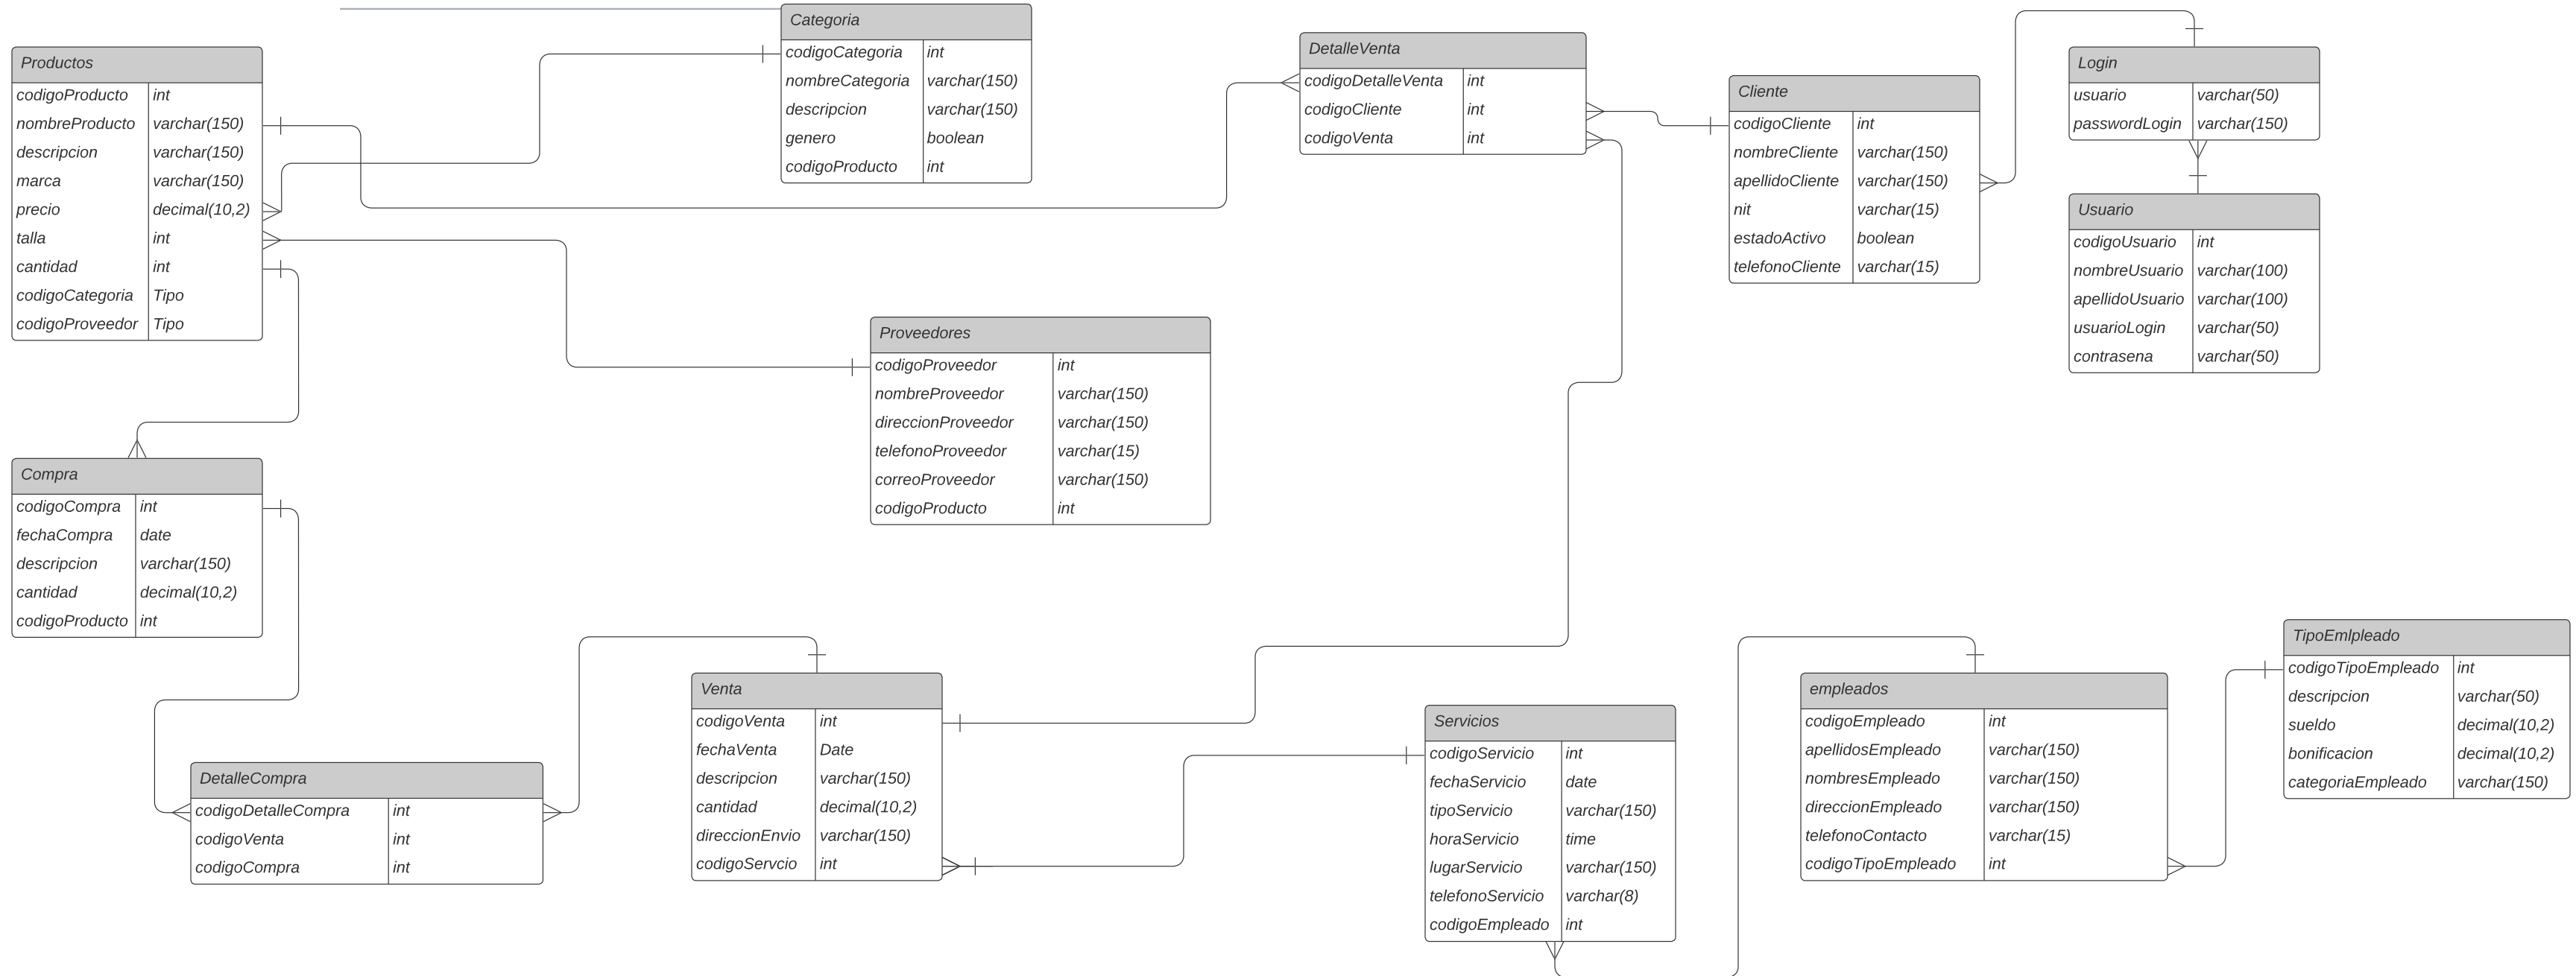 Productos
codigoProducto int
nombreProducto varchar(150)
descripcion varchar(150)
marca varchar(150)
precio decimal(10,2)
talla int
cantidad int
codigoCategoria Tipo
codigoProveedor Tipo
Categoria
codigoCategoria int
nombreCategoria varchar(150)
descripcion varchar(150)
genero boolean
codigoProducto int
DetalleVenta
codigoDetalleVenta int
codigoCliente int
codigoVenta int
Cliente
codigoCliente int
nombreCliente varchar(150)
apellidoCliente varchar(150)
nit varchar(15)
estadoActivo boolean
telefonoCliente varchar(15)
Login
usuario varchar(50)
passwordLogin varchar(150)
Usuario
codigoUsuario int
nombreUsuario varchar(100)
apellidoUsuario varchar(100)
usuarioLogin varchar(50)
contrasena varchar(50)
Proveedores
codigoProveedor int
nombreProveedor varchar(150)
direccionProveedor varchar(150)
telefonoProveedor varchar(15)
correoProveedor varchar(150)
codigoProducto int
Compra
codigoCompra int
fechaCompra date
descripcion varchar(150)
cantidad decimal(10,2)
codigoProducto int
DetalleCompra
codigoDetalleCompra int
codigoVenta int
codigoCompra int
Venta
codigoVenta int
fechaVenta Date
descripcion varchar(150)
cantidad decimal(10,2)
direccionEnvio varchar(150)
codigoServcio int
Servicios
codigoServicio int
fechaServicio date
tipoServicio varchar(150)
horaServicio time
lugarServicio varchar(150)
telefonoServicio varchar(8)
codigoEmpleado int
empleados
codigoEmpleado int
apellidosEmpleado varchar(150)
nombresEmpleado varchar(150)
direccionEmpleado varchar(150)
telefonoContacto varchar(15)
codigoTipoEmpleado int
TipoEmlpleado
codigoTipoEmpleado int
descripcion varchar(50)
sueldo decimal(10,2)
bonificacion decimal(10,2)
categoriaEmpleado varchar(150)